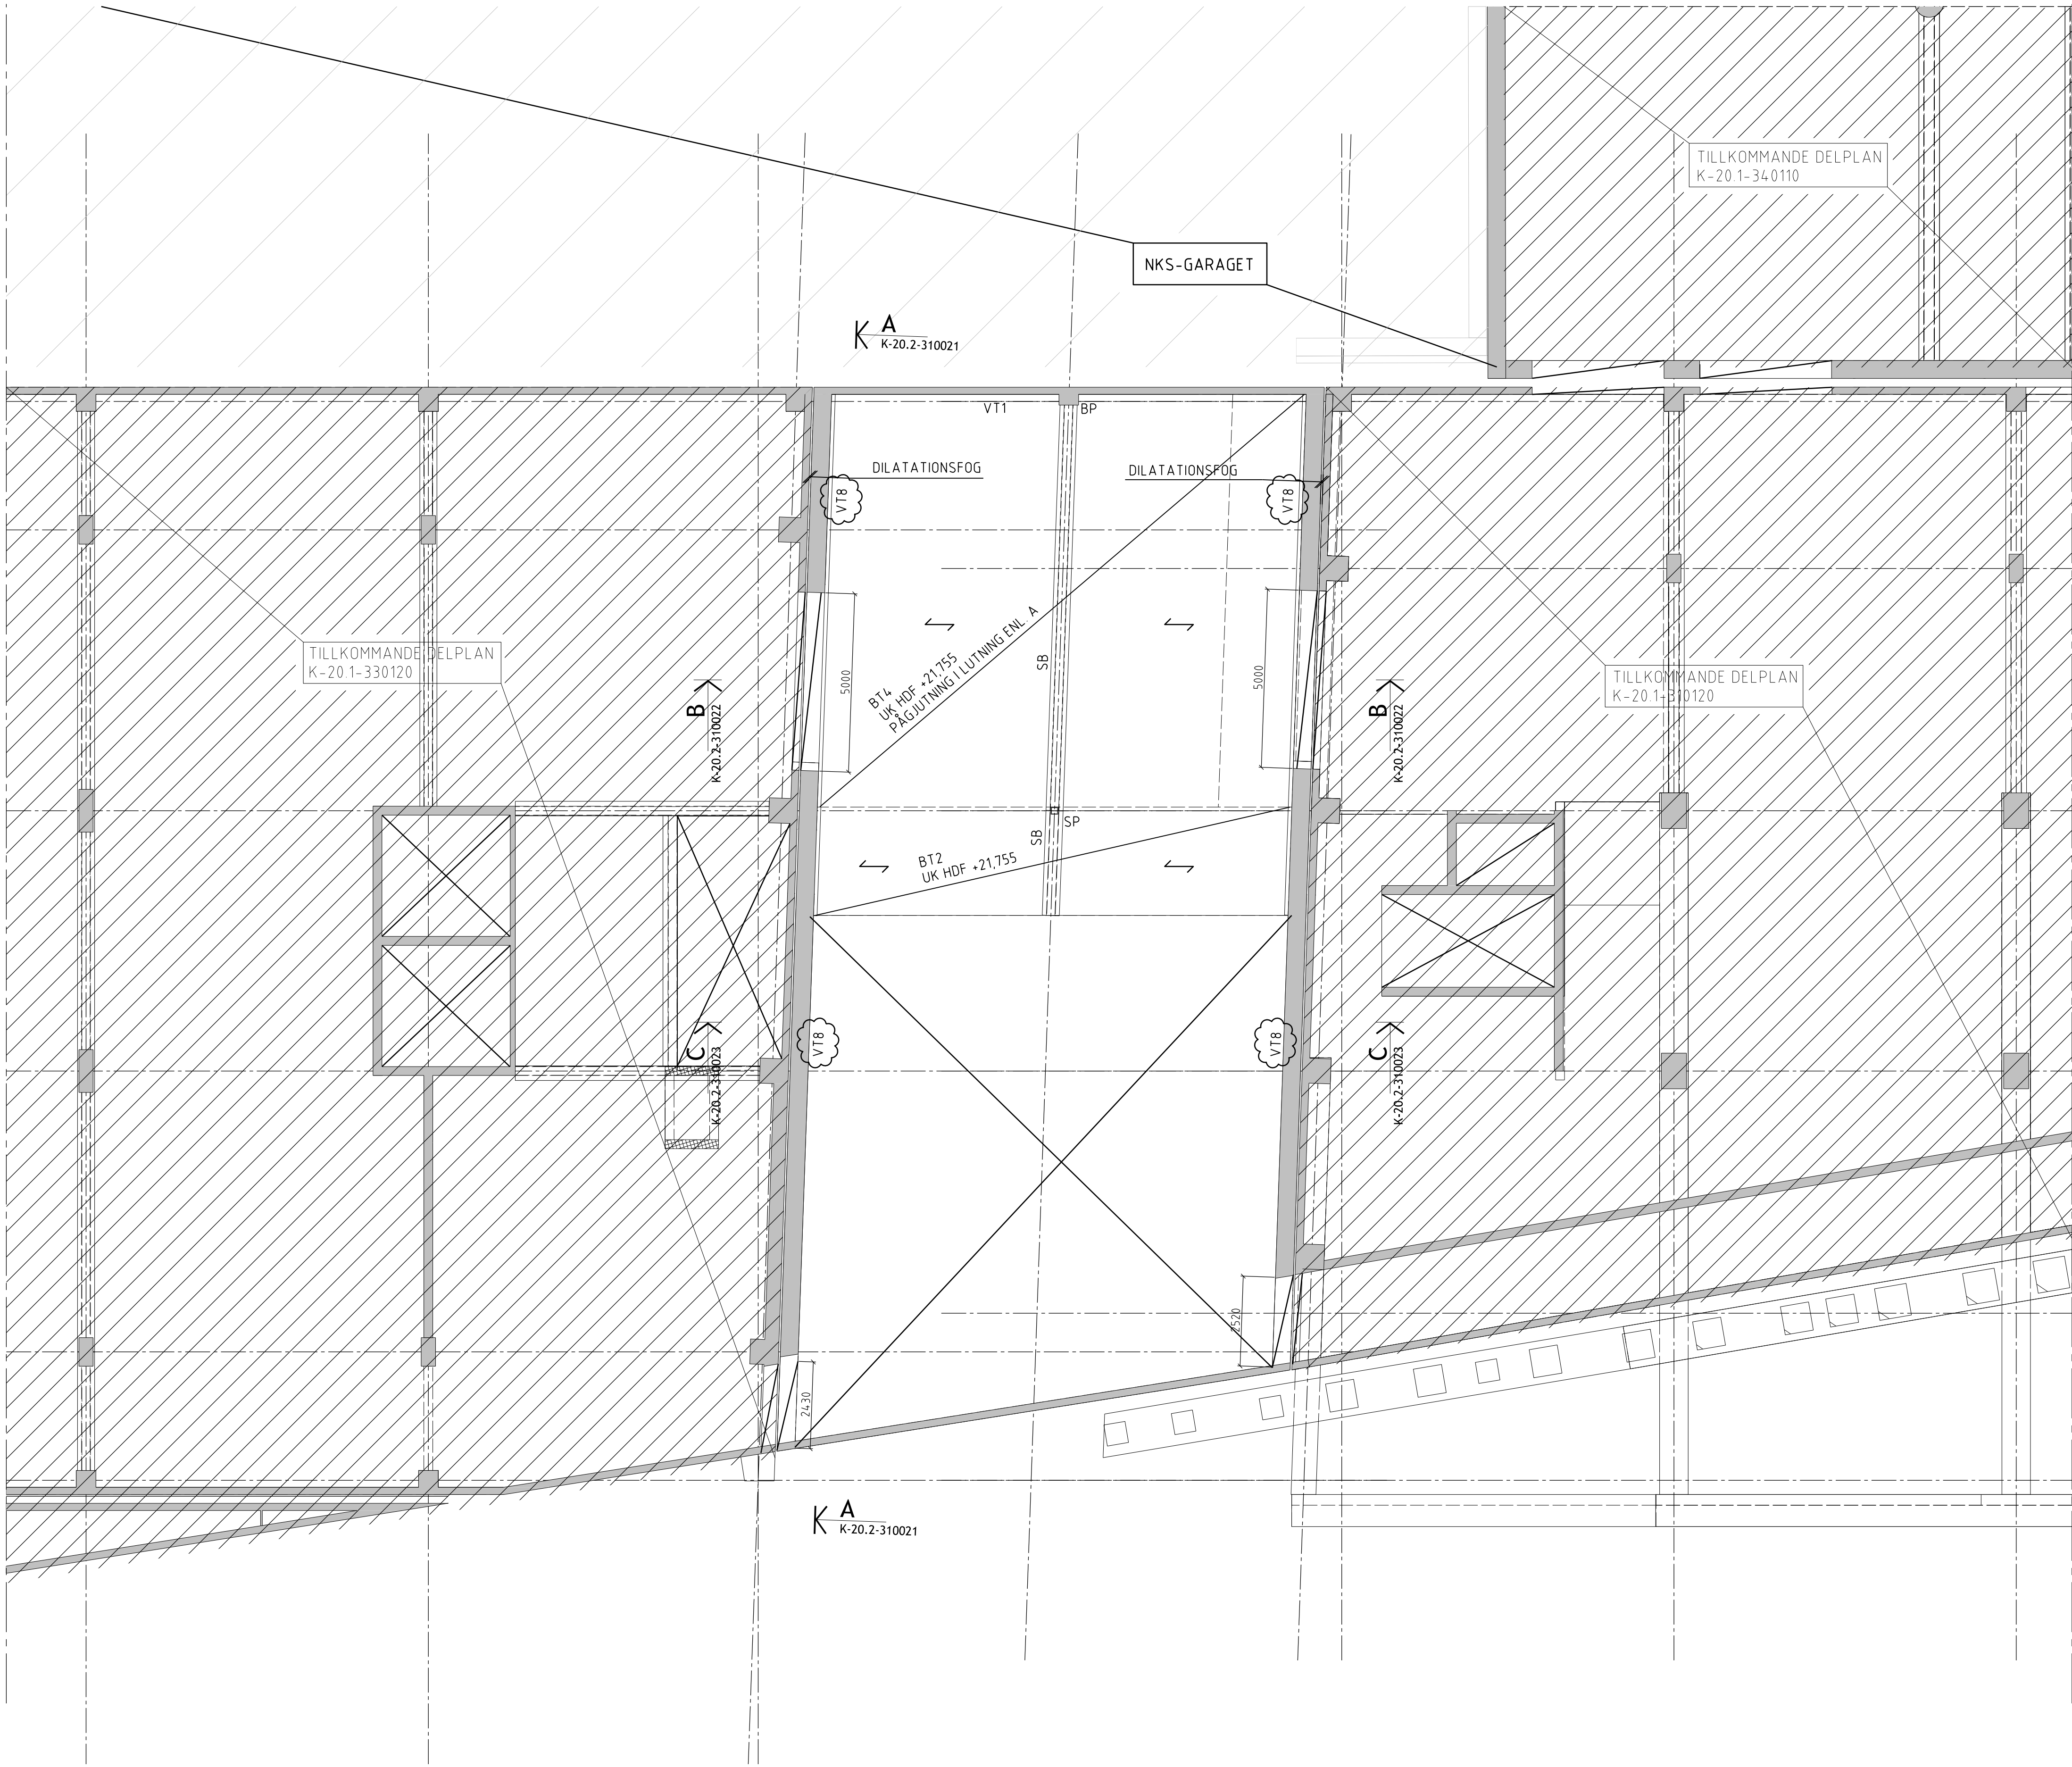 TILLKOMMANDE DELPLAN
K-20.1-340110
NKS-GARAGET
A
K-20.2-310021
VT1
BP
DILATATIONSFOG
DILATATIONSFOG
VT8
VT8
TILLKOMMANDE DELPLAN
K-20.1-330120
B
K-20.2-310022
5000
BT4
UK HDF +21,755
PÅGJUTNING I LUTNING ENL. A
SB
5000
B
K-20.2-310022
TILLKOMMANDE DELPLAN
K-20.1-310120
SB
SP
BT2
UK HDF +21,755
C
K-20.2-310023
VT8
VT8
C
K-20.2-310023
2520
2430
A
K-20.2-310021